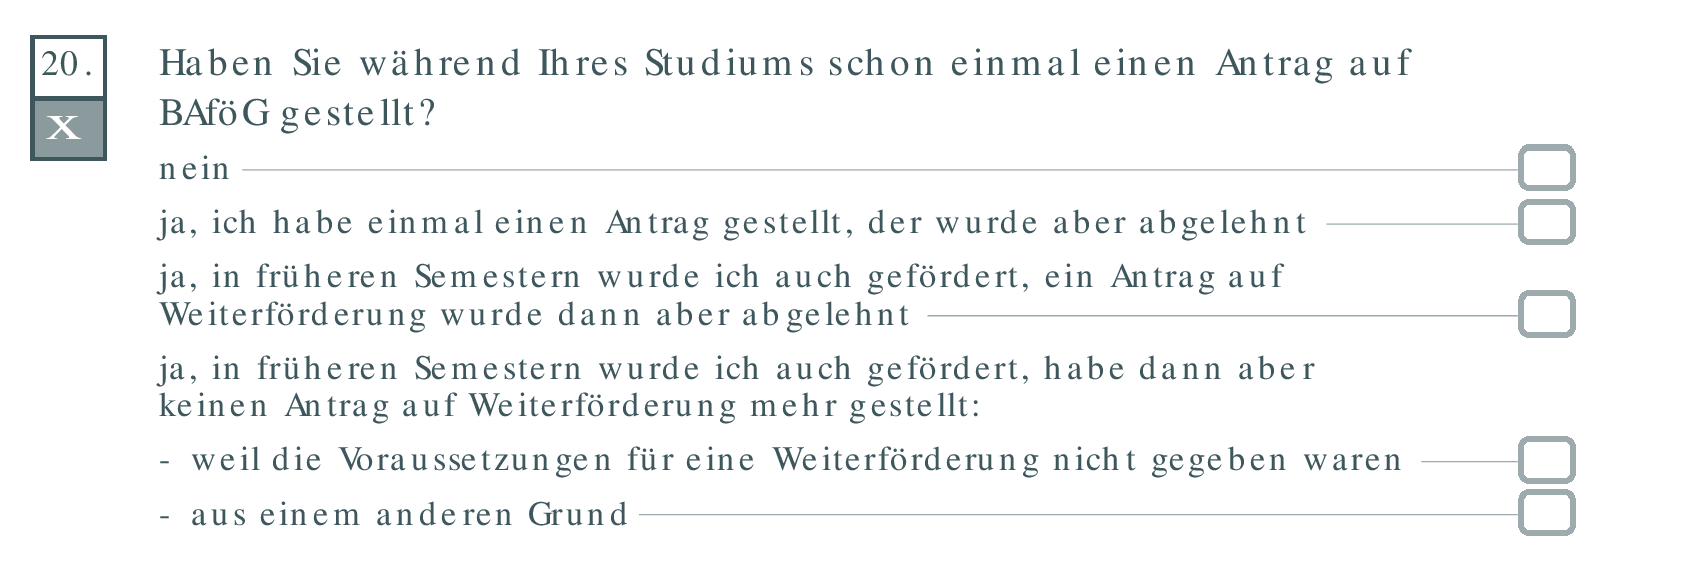 20. Haben Sie während Ihres Studiums schon einmal einen Antrag auf
X BAföG gestellt?
nein
ja, ich habe einmal einen Antrag gestellt, der wurde aber abgelehnt
ja, in früheren Semestern wurde ich auch gefördert, ein Antrag auf
Weiterförderung wurde dann aber abgelehnt
ja, in früheren Semestern wurde ich auch gefördert, habe dann aber
keinen Antrag auf Weiterförderung mehr gestellt:
- weil die Voraussetzungen für eine Weiterförderung nicht gegeben waren
- aus einem anderen Grund